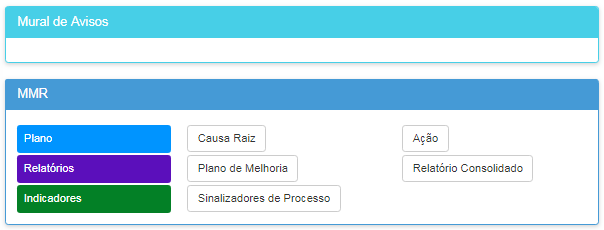 Mural de Avisos
MMR
Plano Causa Raiz Ação
Relatórios Plano de Melhoria Relatório Consolidado
Indicadores Sinalizadores de Processo